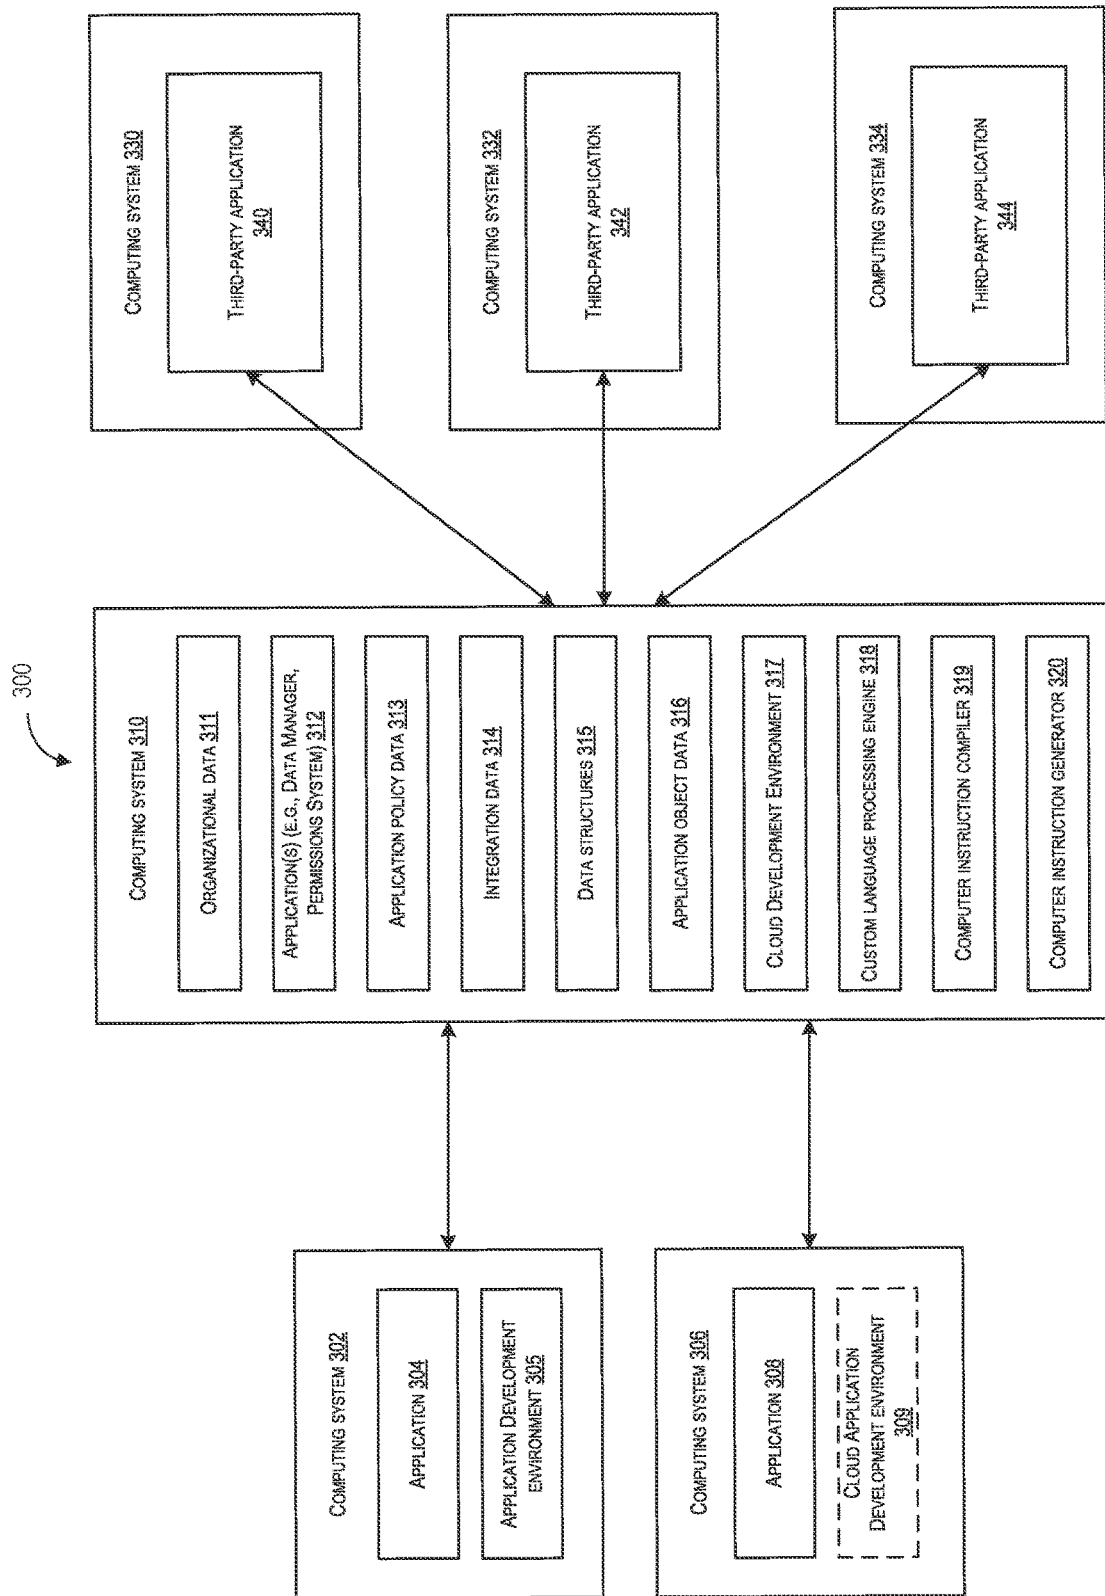 300
COMPUTING SYSTEM 302
APPLICATION 304
APPLICATION DEVELOPMENT
ENVIRONMENT 305
COMPUTING SYSTEM 306
APPLICATION 308
CLOUD APPLICATION
DEVELOPMENT ENVIRONMENT
309
COMPUTING SYSTEM 310
ORGANIZATIONAL DATA 311
APPLICATION(S) (E.G., DATA MANAGER,
PERMISSIONS SYSTEM) 312
APPLICATION POLICY DATA 313
INTEGRATION DATA 314
DATA STRUCTURES 315
APPLICATION OBJECT DATA 316
CLOUD DEVELOPMENT ENVIRONMENT 317
CUSTOM LANGUAGE PROCESSING ENGINE 318
COMPUTER INSTRUCTION COMPILER 319
COMPUTER INSTRUCTION GENERATOR 320
COMPUTING SYSTEM 330
THIRD-PARTY APPLICATION
340
COMPUTING SYSTEM 332
THIRD-PARTY APPLICATION
342
COMPUTING SYSTEM 334
THIRD-PARTY APPLICATION
344